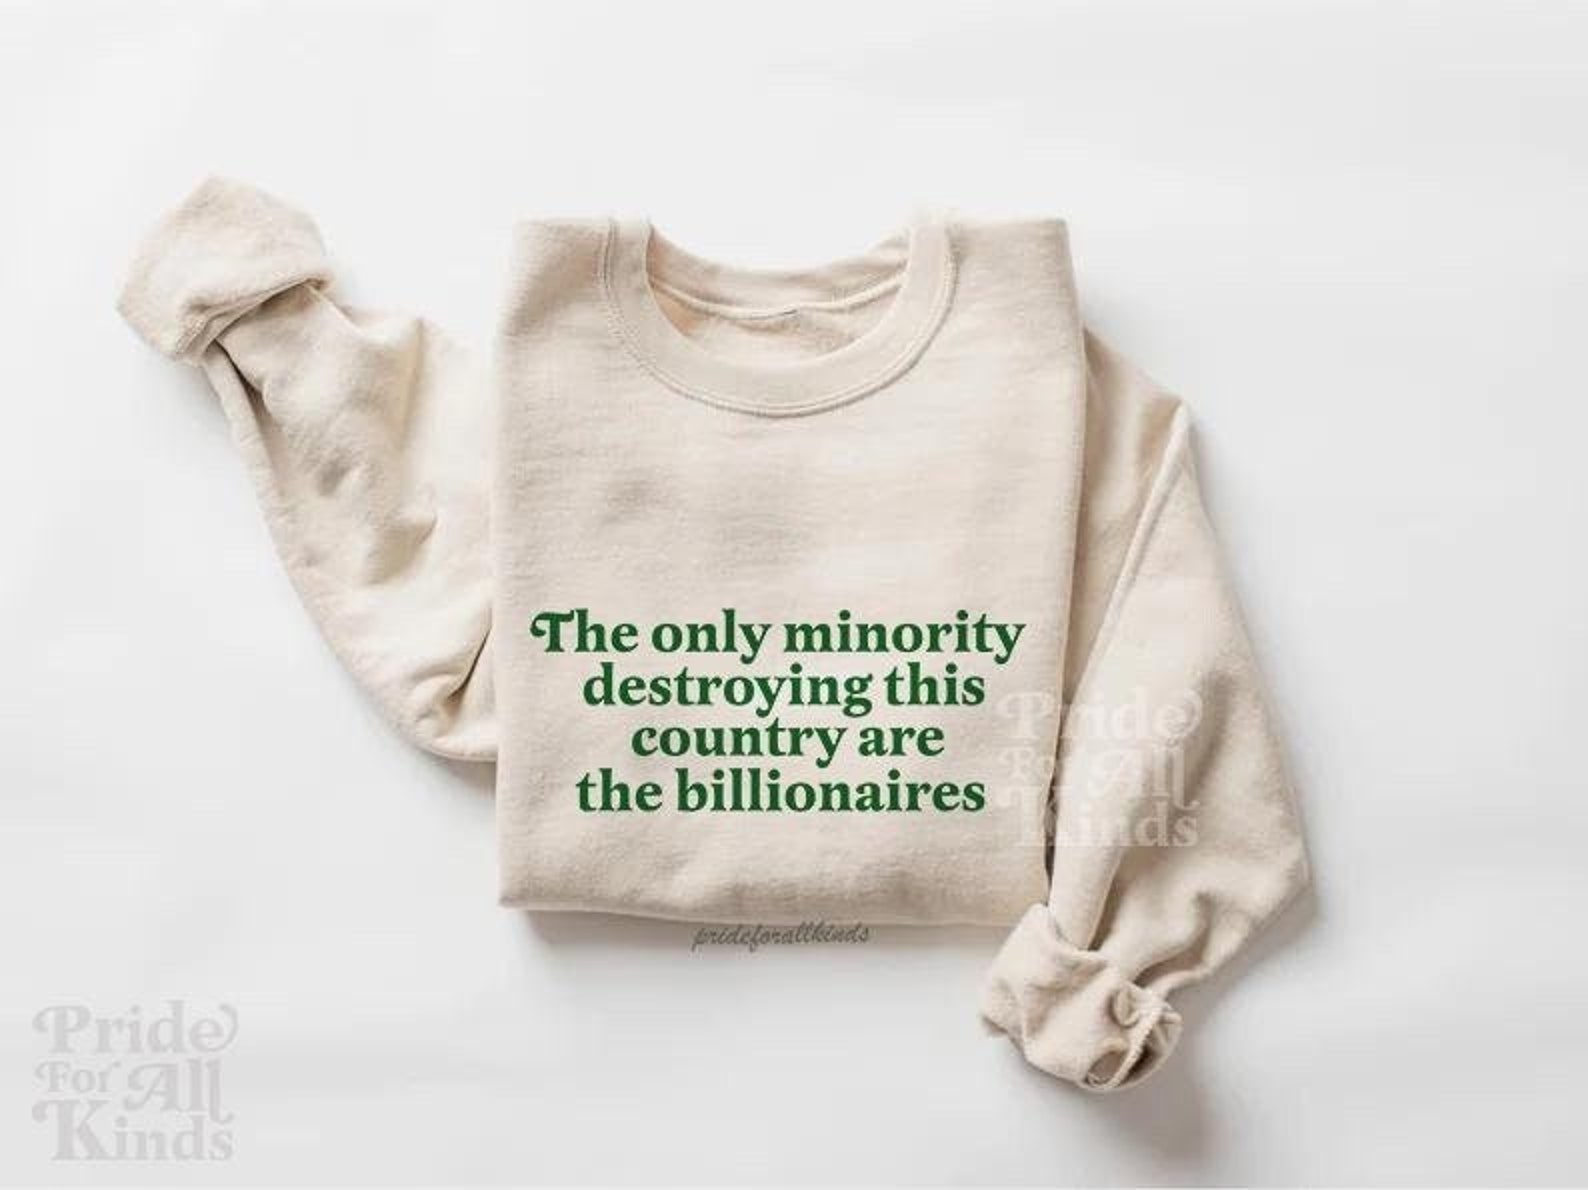 The only minority
destroying this
country are
the billionaires
Pride
For All
Kinds
prideforallkinds
Pride
For All
Kinds